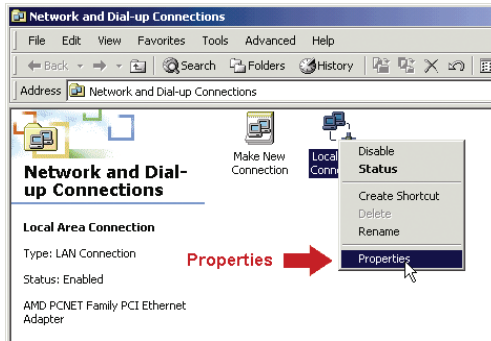 Network and Dial-up Connections
File Edit View Favorites Tools Advanced Help
Back Search Folders History
Address Network and Dial-up Connections
Network and Dial-
up Connections
Local Area Connection
Type: LAN Connection
Status: Enabled
AMD PCNET Family PCI Ethernet
Adapter
Make New
Connection
Local
Conn
Disable
Status
Create Shortcut
Delete
Rename
Properties
Properties